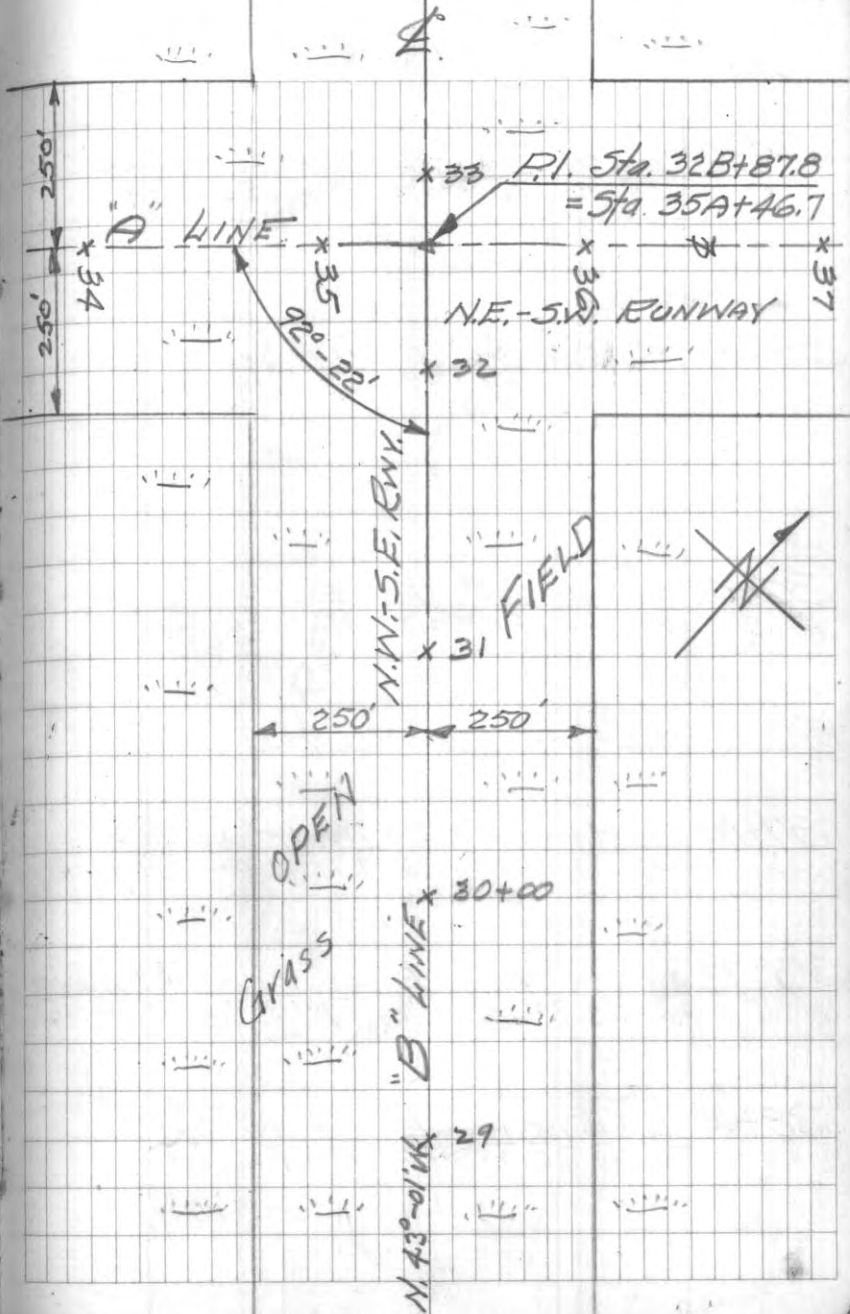 ℄
250'
33
P.I. Sta. 32B+87.8
= Sta. 35A+46.7
"A" LINE
34
35
36
37
250'
N.E.-S.W. RUNWAY
92°-22'
32
N.W.-S.E. RWY.
FIELD
N
31
250'
250'
OPEN
30+00
Grass
"B" LINE
29
N. 43°-01' W.